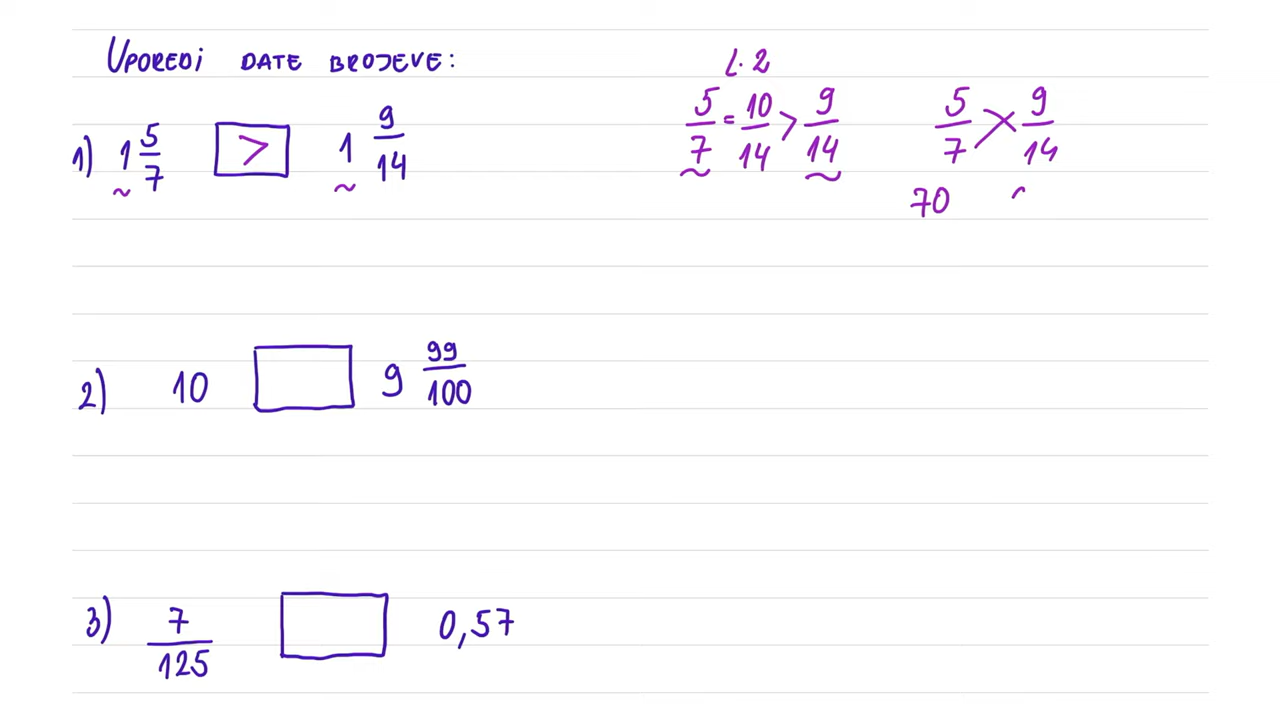 UPOREDI DATE BROJEVE:
1) 1 5/7 > 1 9/14
5/7 = 10/14 > 9/14
/· 2
5/7 × 9/14
70
2) 10 9 99/100
3) 7/125 0,57